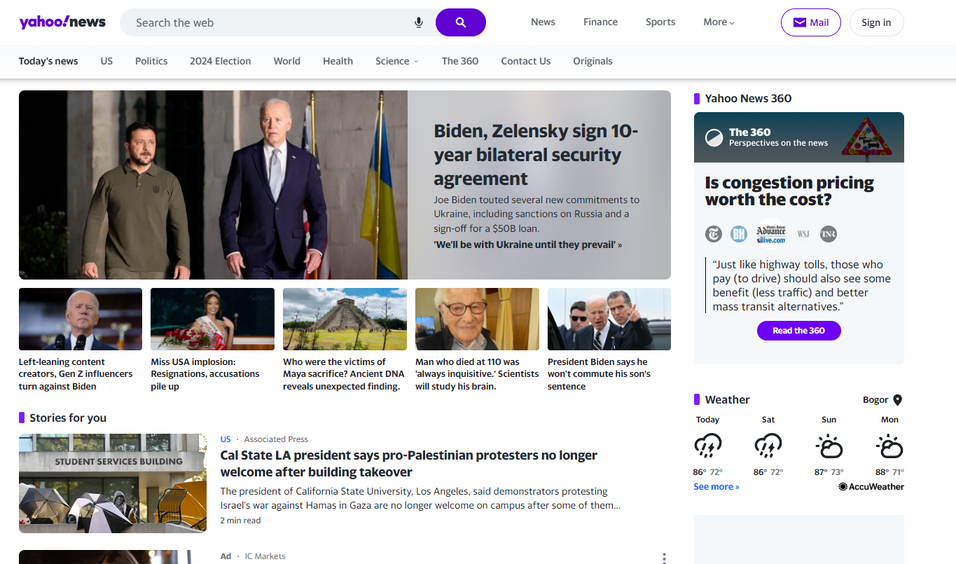 yahoo!news
Search the web
News
Finance
Sports
More
Mail
Sign in
Today's news
US
Politics
2024 Election
World
Health
Science
The 360
Contact Us
Originals
Biden, Zelensky sign 10-
year bilateral security
agreement
Joe Biden touted several new commitments to
Ukraine, including sanctions on Russia and a
sign-off for a $50B loan.
'We'll be with Ukraine until they prevail' »
Left-leaning content
creators, Gen Z influencers
turn against Biden
Miss USA implosion:
Resignations, accusations
pile up
Who were the victims of
Maya sacrifice? Ancient DNA
reveals unexpected finding.
Man who died at 110 was
'always inquisitive.' Scientists
will study his brain.
President Biden says he
won't commute his son's
sentence
Stories for you
STUDENT SERVICES BUILDING
US · Associated Press
Cal State LA president says pro-Palestinian protesters no longer
welcome after building takeover
The president of California State University, Los Angeles, said demonstrators protesting
Israel's war against Hamas in Gaza are no longer welcome on campus after some of them...
2 min read
Ad · IC Markets
Yahoo News 360
The 360
Perspectives on the news
Is congestion pricing
worth the cost?
BH
Advance
silive.com
WSJ
"Just like highway tolls, those who
pay (to drive) should also see some
benefit (less traffic) and better
mass transit alternatives."
Read the 360
Weather
Bogor
Today
Sat
Sun
Mon
86° 72°
86° 72°
87° 73°
88° 71°
See more »
AccuWeather